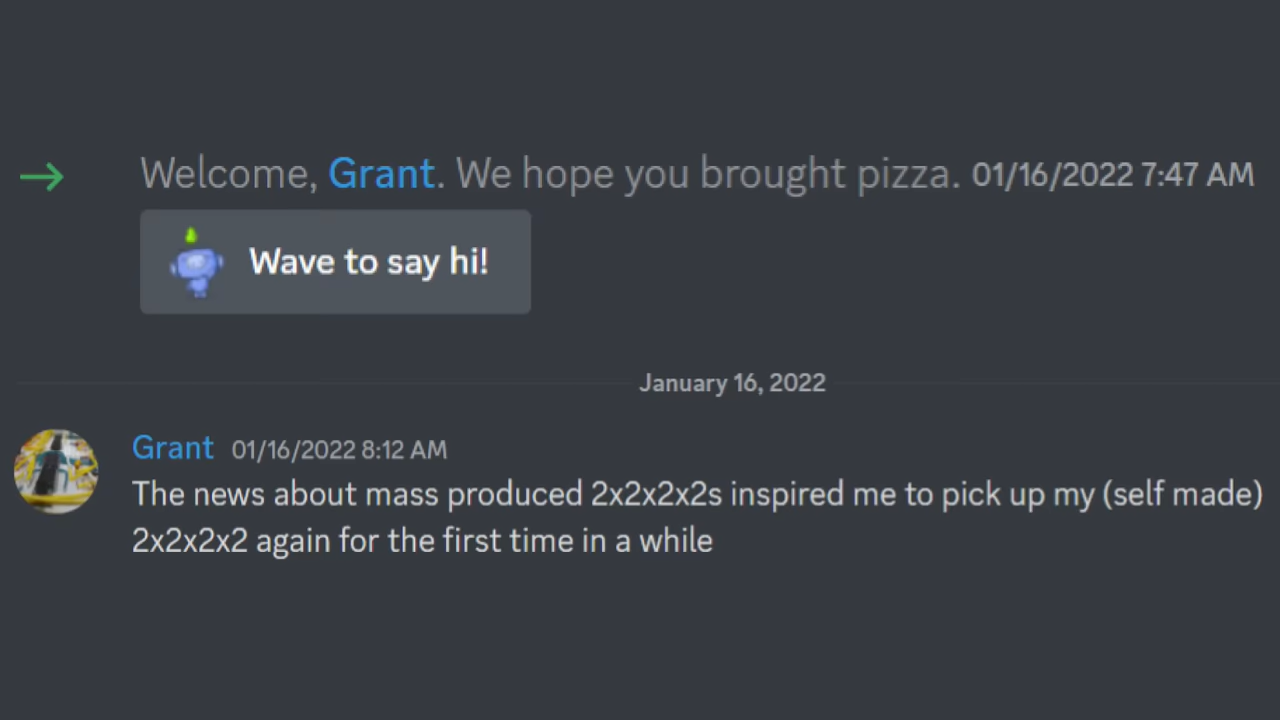 Welcome, Grant. We hope you brought pizza. 01/16/2022 7:47 AM
Wave to say hi!
January 16, 2022
Grant 01/16/2022 8:12 AM
The news about mass produced 2x2x2x2s inspired me to pick up my (self made)
2x2x2x2 again for the first time in a while